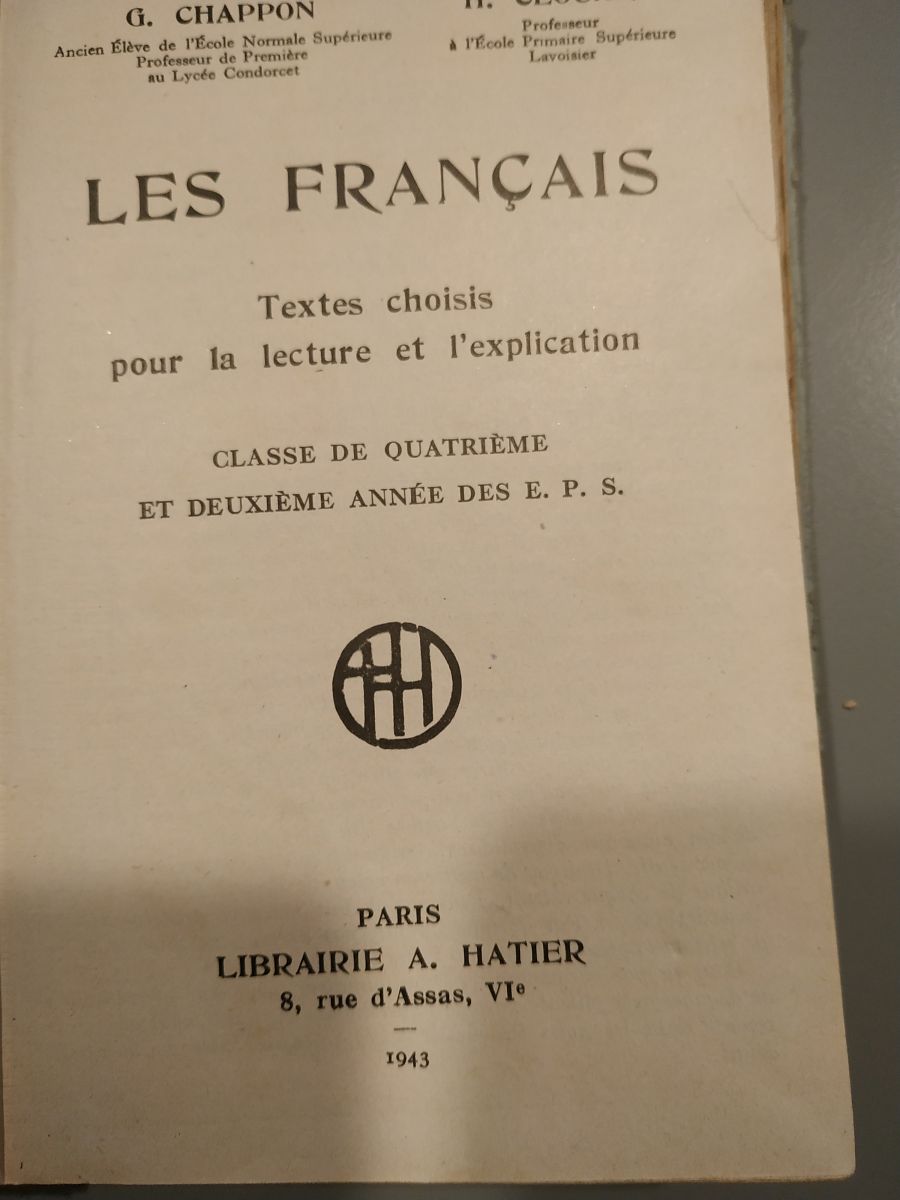 G. CHAPPON
Ancien Élève de l'École Normale Supérieure
Professeur de Première
au Lycée Condorcet
H.
Professeur
à l'École Primaire Supérieure
Lavoisier
LES FRANÇAIS
Textes choisis
pour la lecture et l'explication
CLASSE DE QUATRIÈME
ET DEUXIÈME ANNÉE DES E. P. S.
PARIS
LIBRAIRIE A. HATIER
8, rue d'Assas, VIe
1943